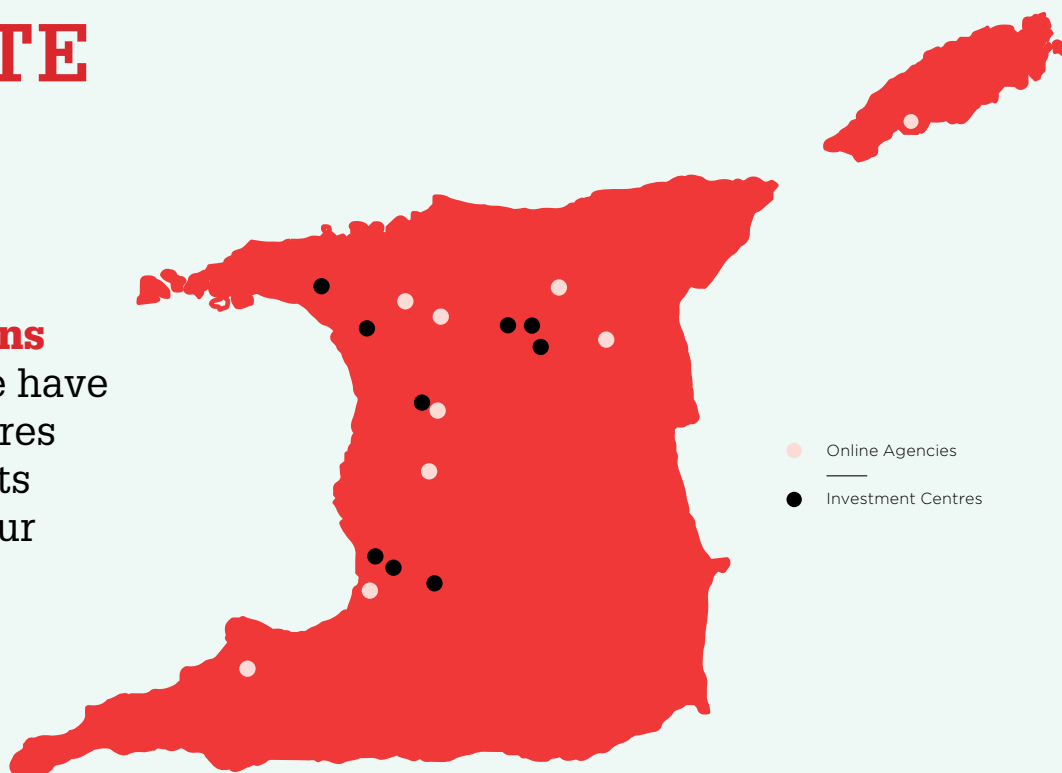 TE
ns
e have
res
ts
ur
Online Agencies
Investment Centres